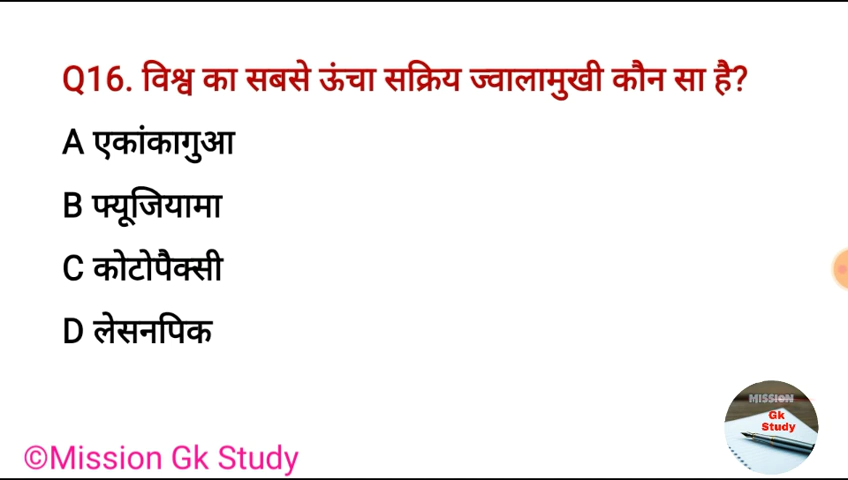 Q16. विश्व का सबसे ऊंचा सक्रिय ज्वालामुखी कौन सा है?
A एकांकागुआ
B फ्यूजियामा
C कोटोपैक्सी
D लेसनपिक
MISSION
Gk
Study
©Mission Gk Study